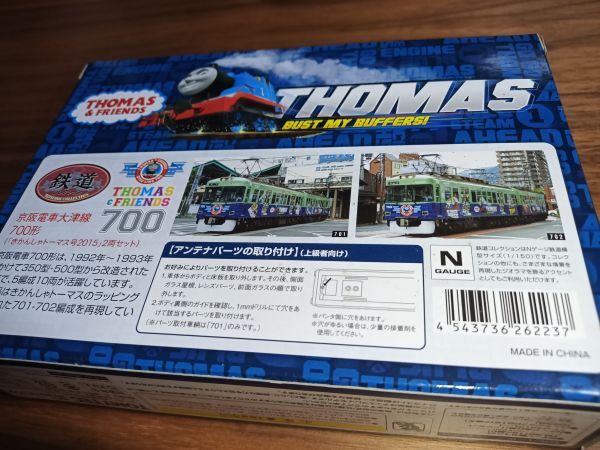 THOMAS
& FRIENDS
THOMAS
BUST MY BUFFERS!
鉄道
京阪電車大津線
700形
(「きかんしゃトーマス号2015」2両セット)
THOMAS
& FRIENDS
700
701
702
京阪電車700形は、1992年～1993年
かけて350型・500型から改造された
で、5編成10両が活躍しています。
はきかんしゃトーマスのラッピング
れた701-702編成を再現してい
【アンテナパーツの取り付け】(上級者向け)
お好みによりパーツを取り付けることができます。
1.車体からボディと床板を取り外します。その後、側面
ガラス屋根、レンズパーツ、前面ガラスの順で取り
外します。
2.ボディ裏側のガイドを確認し、1mmドリルにて穴をあ
けて該当するパーツを取り付けます。
(※パーツ取付車輌は「701」のみです。)
※パンタ側に穴をあけます。
※穴がゆるい場合は、少量の接着剤を
使用してください。
N
GAUGE
鉄道コレクションはNゲージ鉄道模
型サイズ(1/150)です。コレク
ションの他にも、さまざまな情景を
再現したジオラマを飾るアクセント
としてもご利用いただけます。
4 543736 262237
MADE IN CHINA
THOMAS